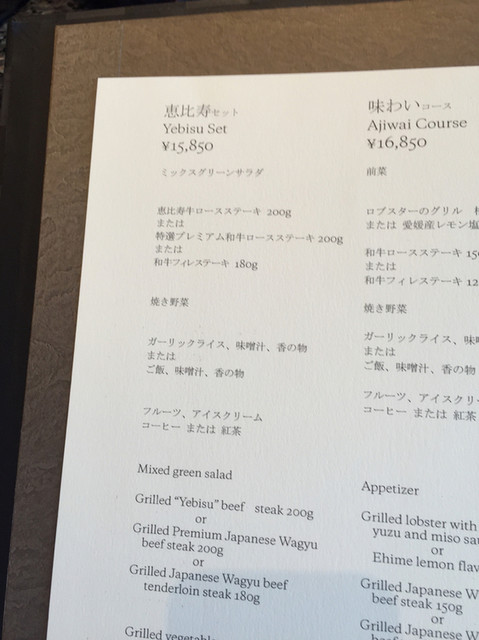 恵比寿セット
Yebisu Set
¥15,850
ミックスグリーンサラダ
恵比寿牛ロースステーキ 200g
または
特選プレミアム和牛ロースステーキ 200g
または
和牛フィレステーキ 180g
焼き野菜
ガーリックライス、味噌汁、香の物
または
ご飯、味噌汁、香の物
フルーツ、アイスクリーム
コーヒー または 紅茶
Mixed green salad
Grilled “Yebisu” beef steak 200g
or
Grilled Premium Japanese Wagyu
beef steak 200g
or
Grilled Japanese Wagyu beef
tenderloin steak 180g
Grilled
味わいコース
Ajiwai Course
¥16,850
前菜
ロブスターのグリル
または 愛媛産レモン塩
和牛ロースステーキ
または
和牛フィレステーキ
焼き野菜
ガーリックライス、
または
ご飯、味噌汁、香の物
フルーツ、アイスクリ
コーヒー または 紅茶
Appetizer
Grilled lobster with
yuzu and miso
or
Ehime lemon
Grilled Japanese
beef steak 150g
or
Grilled Japanese